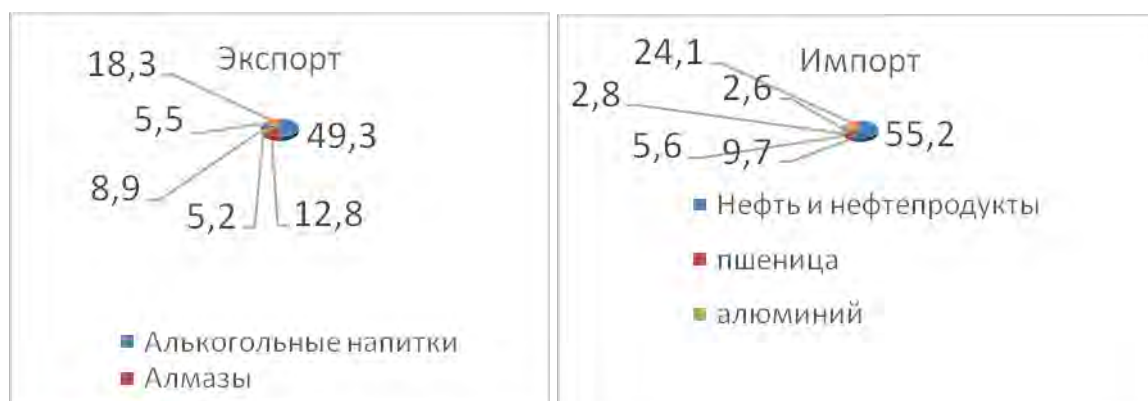 Экспорт
18,3
5,5
49,3
8,9
5,2
12,8
Алькогольные напитки
Алмазы
Импорт
24,1
2,6
2,8
55,2
5,6
9,7
Нефть и нефтепродукты
пшеница
алюминий